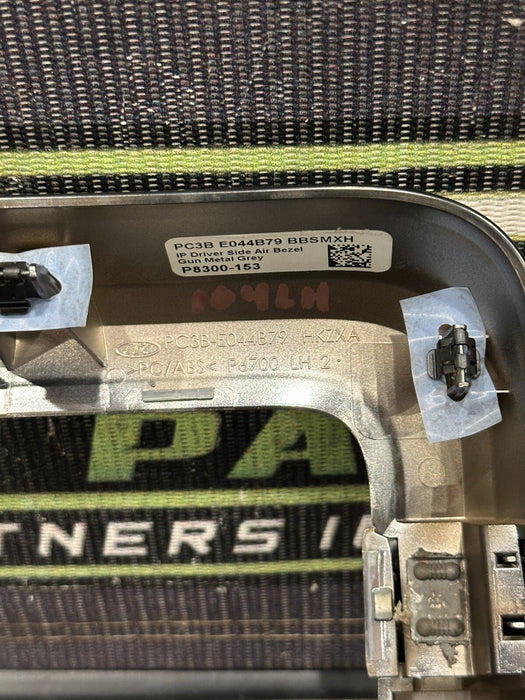 PC3B E044B79 BBSMXH
IP Driver Side Air Bezel
Gun Metal Grey
P8300-153
104LH
Ford PC3B-E044B79 HKZXA
>PC/ABS< P6700 LH 2
PA
TNERS I